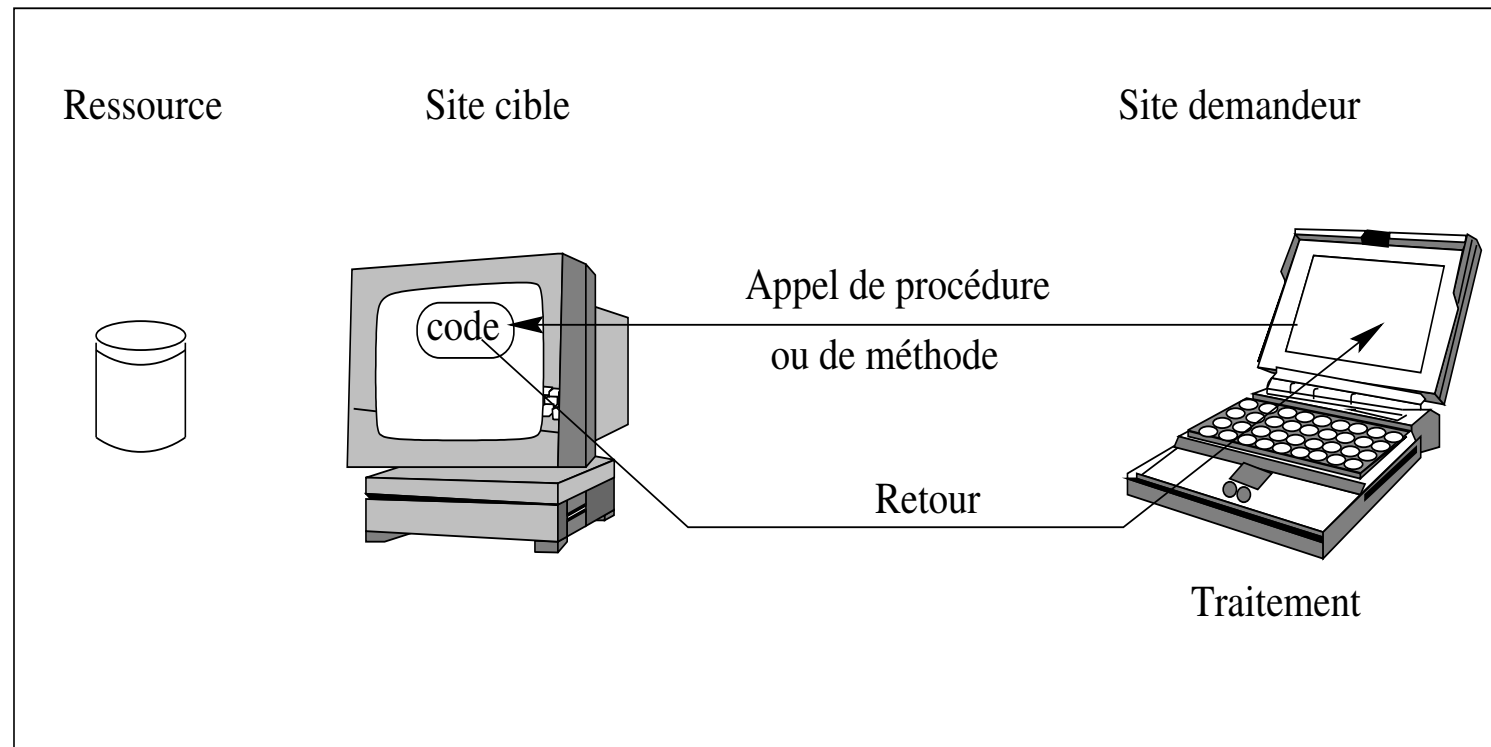 Ressource
Site cible
Site demandeur
Appel de procédure
code
ou de méthode
Retour
Traitement